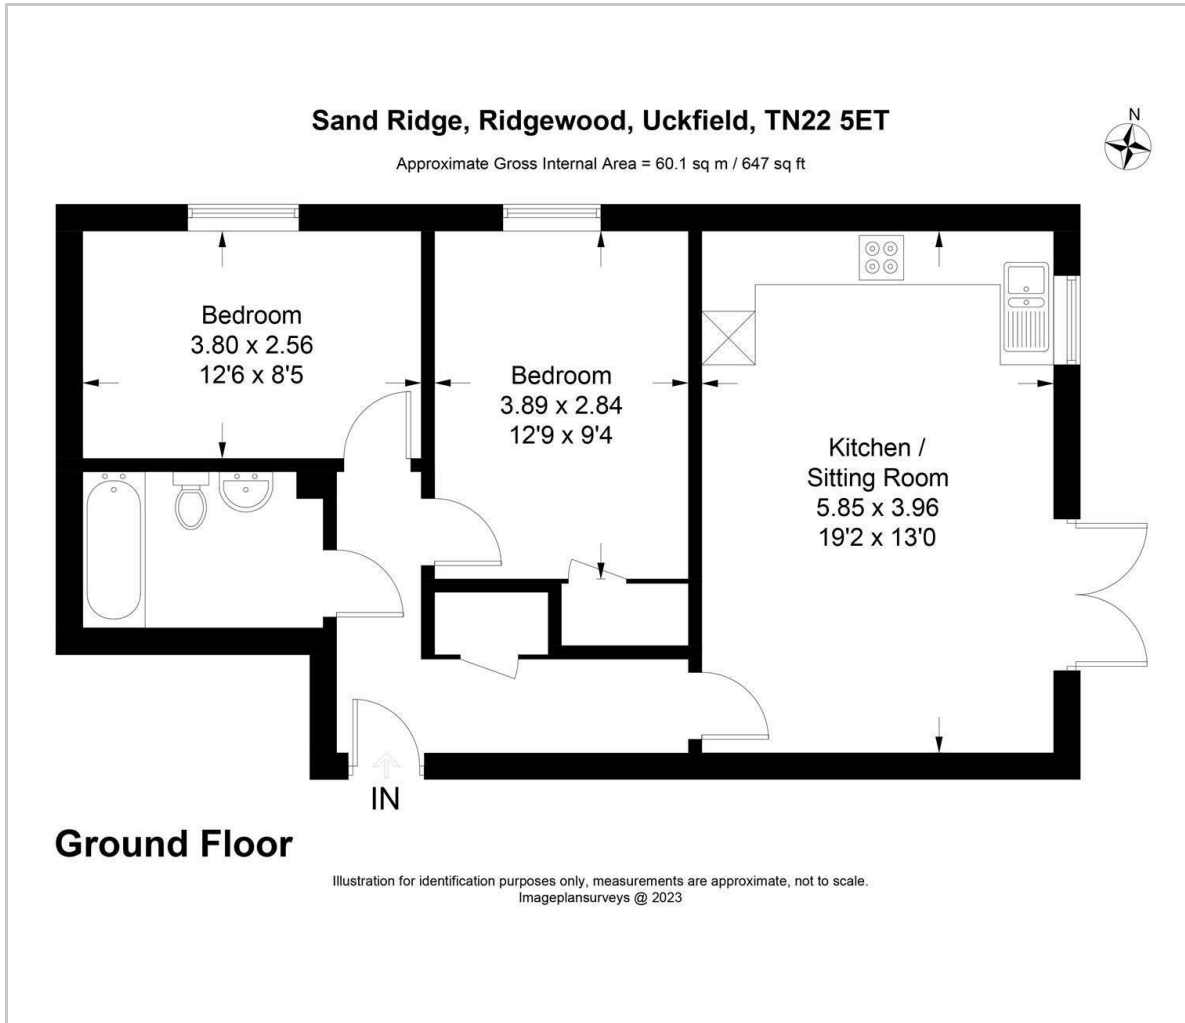 Sand Ridge, Ridgewood, Uckfield, TN22 5ET
N
Approximate Gross Internal Area = 60.1 sq m / 647 sq ft
Bedroom
3.80 x 2.56
12'6 x 8'5
Bedroom
3.89 x 2.84
12'9 x 9'4
Kitchen /
Sitting Room
5.85 x 3.96
19'2 x 13'0
IN
Ground Floor
Illustration for identification purposes only, measurements are approximate, not to scale.
Imageplansurveys @ 2023